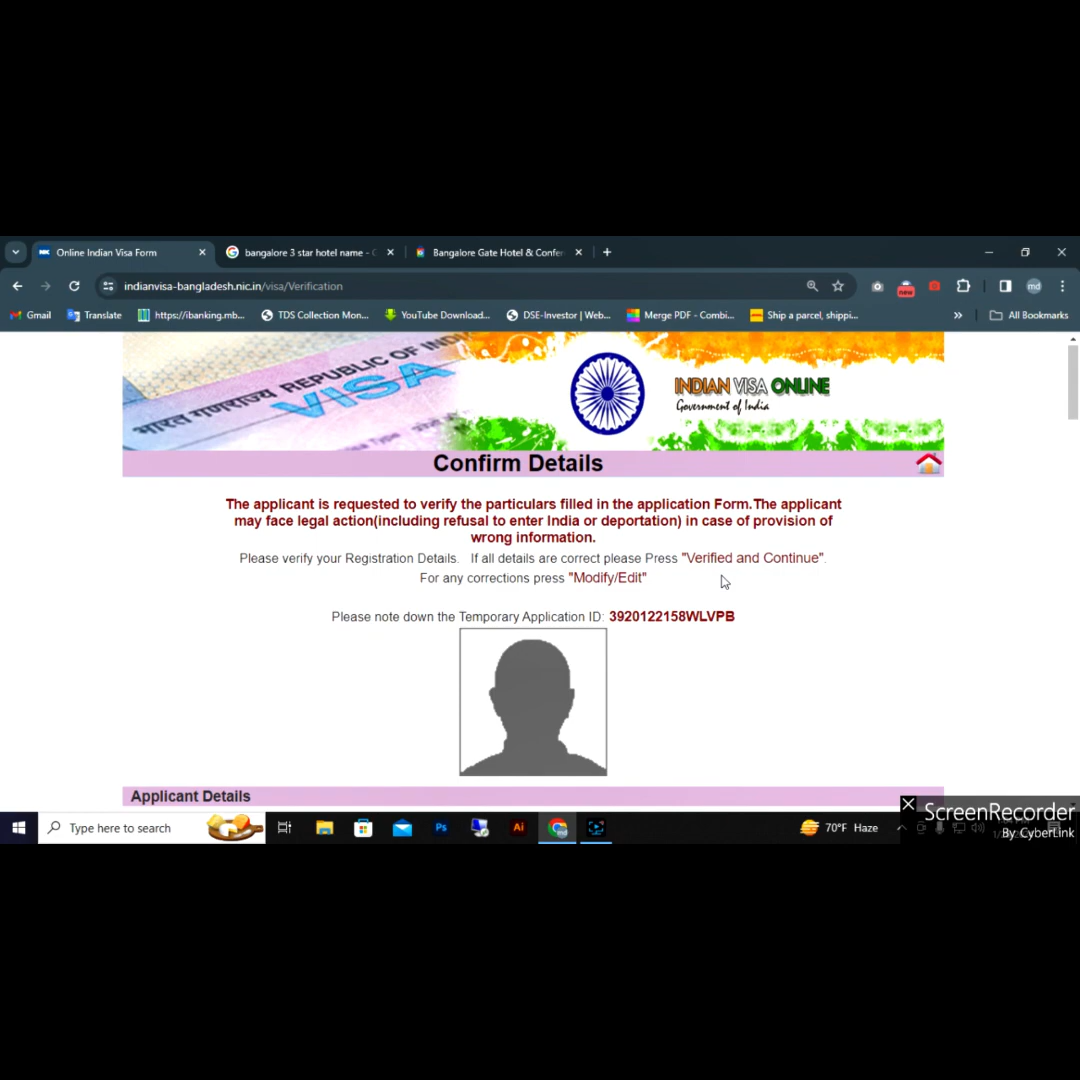 Online Indian Visa Form
bangalore 3 star hotel name - G
Bangalore Gate Hotel & Confer
indianvisa-bangladesh.nic.in/visa/Verification
new
md
Gmail
Translate
https://ibanking.mb...
TDS Collection Mon...
YouTube Download...
DSE-Investor | Web...
Merge PDF - Combi...
Ship a parcel, shippi...
»
All Bookmarks
भारत गणराज्य REPUBLIC OF INDIA
VISA
INDIAN VISA ONLINE
Government of India
Confirm Details
The applicant is requested to verify the particulars filled in the application Form.The applicant
may face legal action(including refusal to enter India or deportation) in case of provision of
wrong information.
Please verify your Registration Details. If all details are correct please Press "Verified and Continue".
For any corrections press "Modify/Edit"
Please note down the Temporary Application ID: 3920122158WLVPB
Applicant Details
Type here to search
Ps
Ai
70°F Haze
ScreenRecorder
By CyberLink